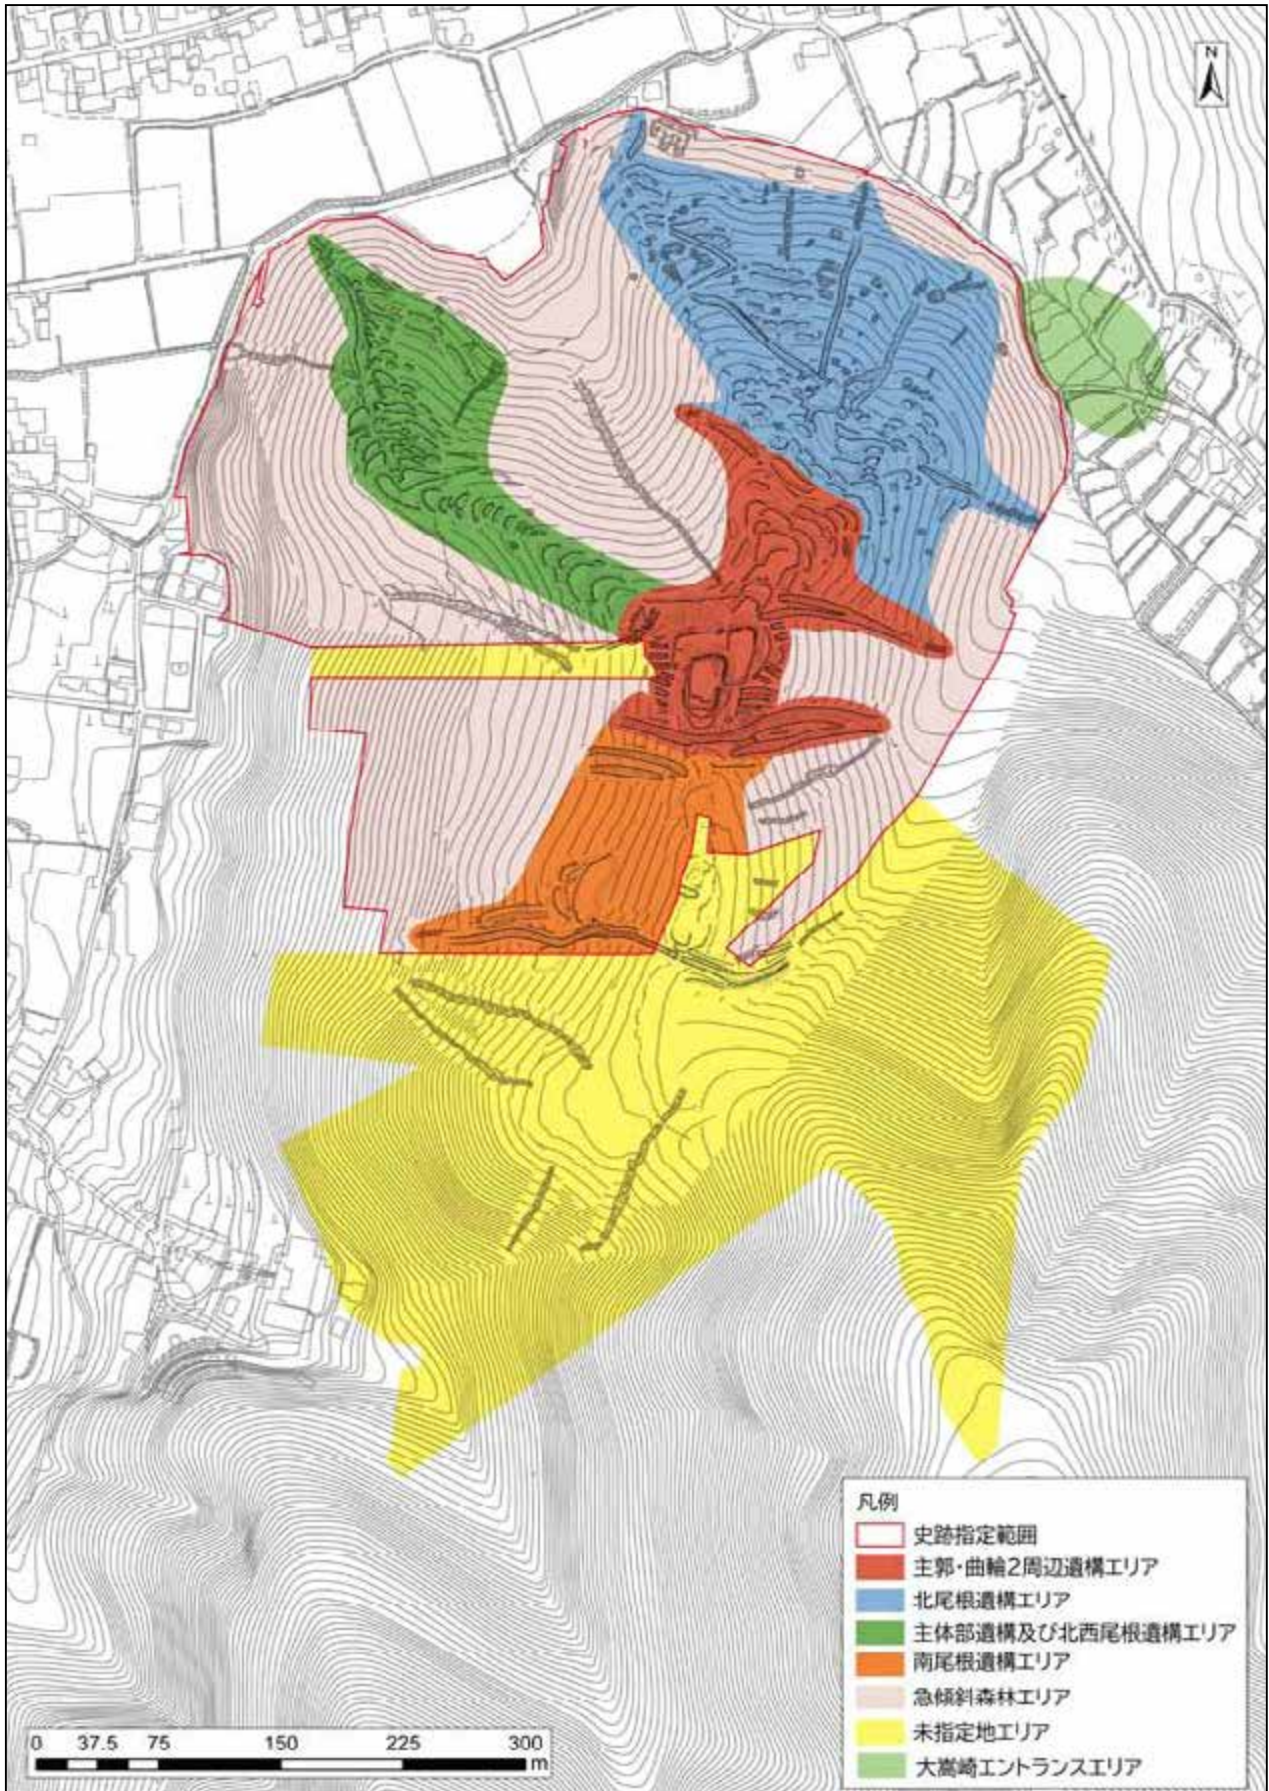 N
凡例
史跡指定範囲
主郭・曲輪2周辺遺構エリア
北尾根遺構エリア
主体部遺構及び北西尾根遺構エリア
南尾根遺構エリア
急傾斜森林エリア
未指定地エリア
大嵩崎エントランスエリア
0 37.5 75 150 225 300
m